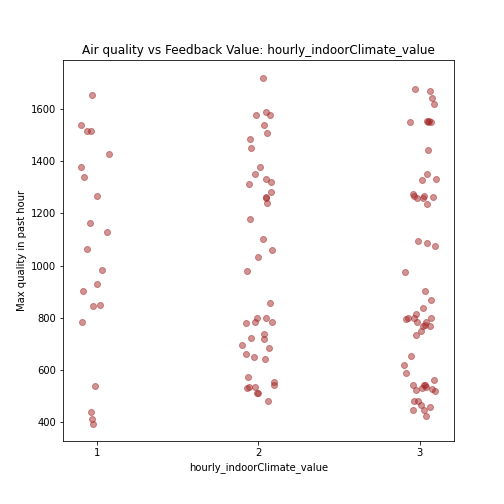 Air quality vs Feedback Value: hourly_indoorClimate_value
Max quality in past hour
1600
1400
1200
1000
800
600
400
1 2 3
hourly_indoorClimate_value